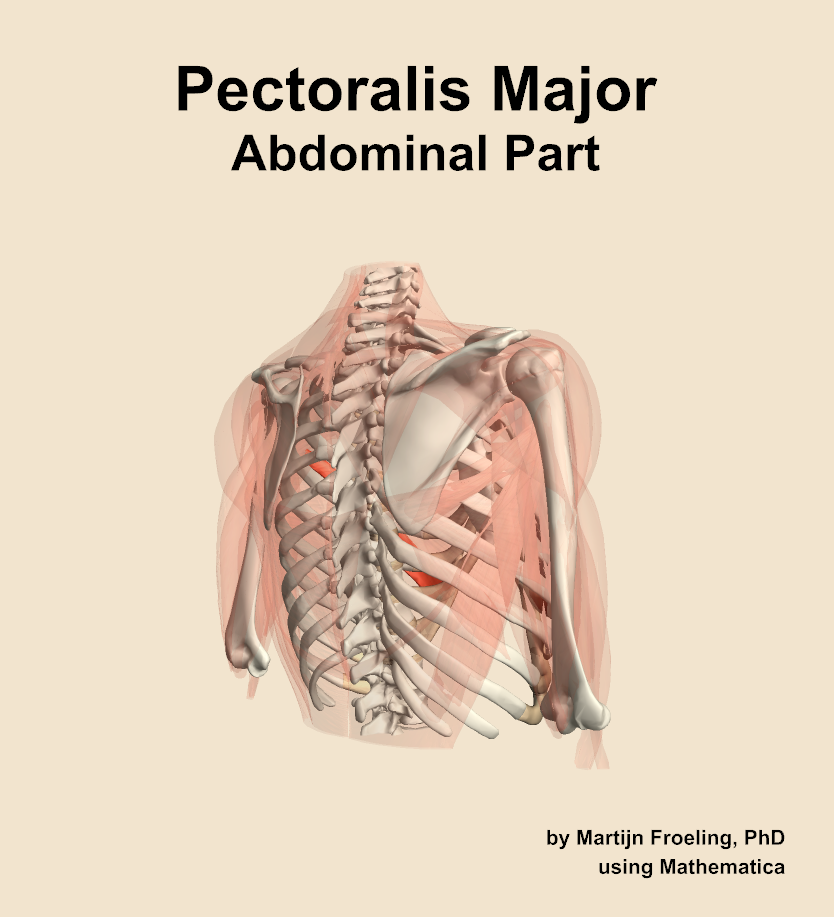 Pectoralis Major
Abdominal Part
by Martijn Froeling, PhD
using Mathematica